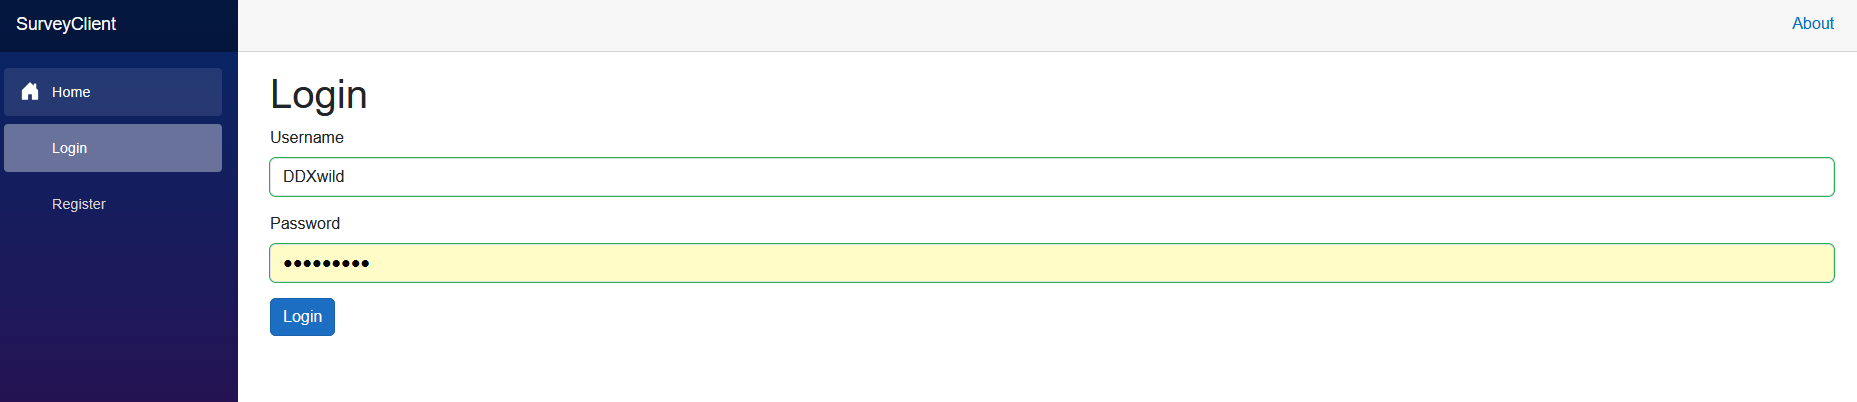 SurveyClient
About
Home
Login
Register
Login
Username
DDXwild
Password
•••••••••
Login